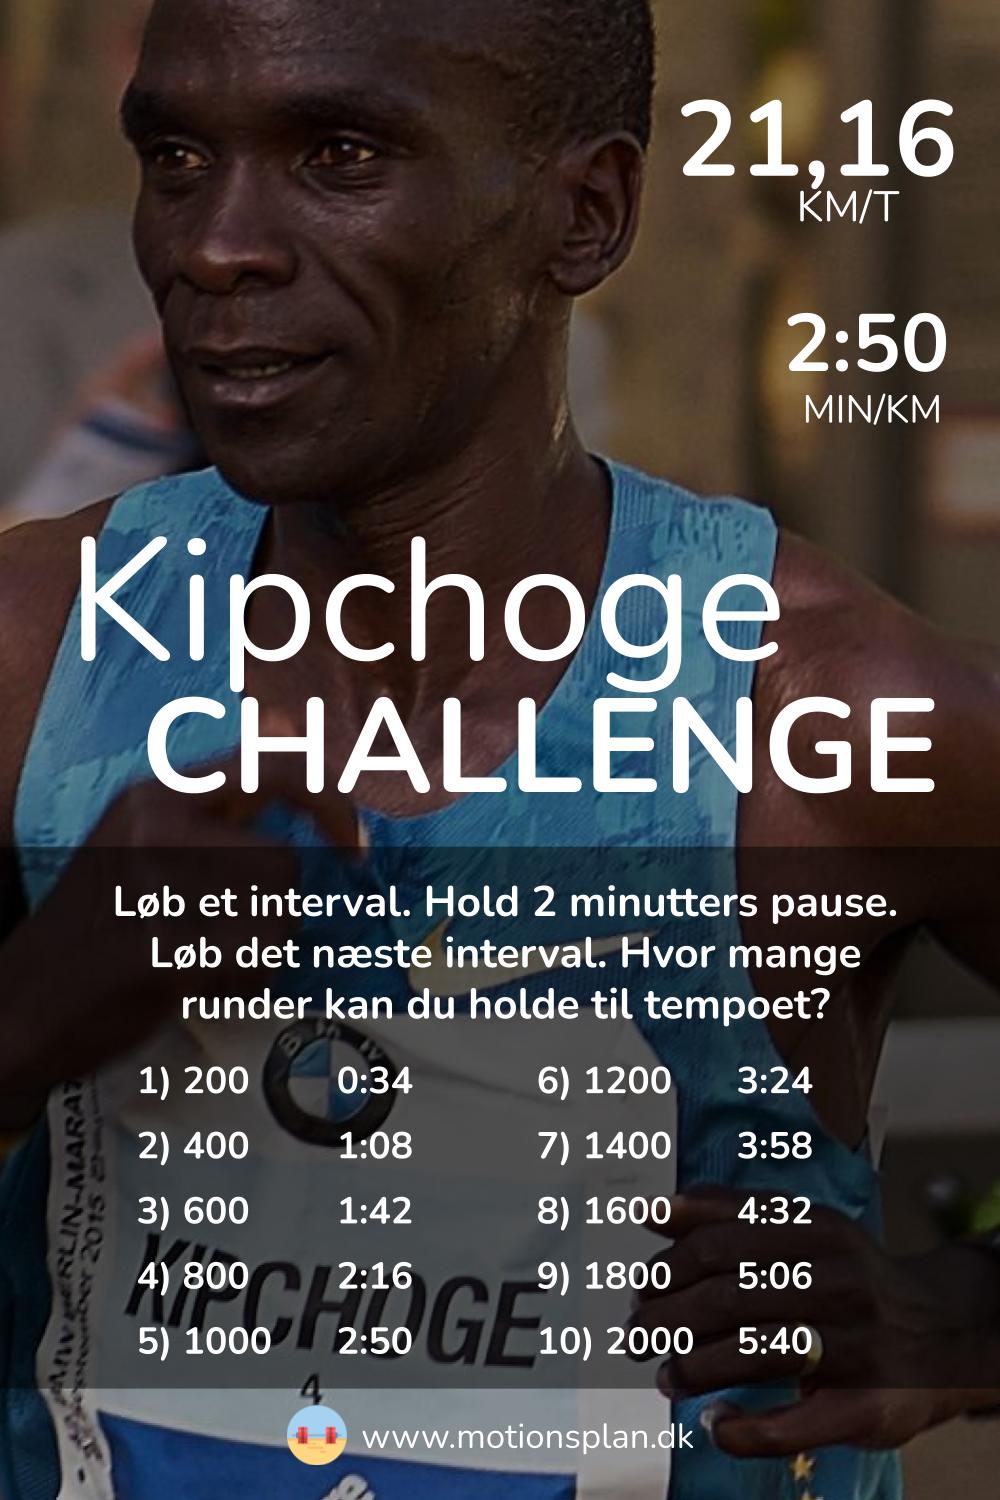 21,16
KM/T
2:50
MIN/KM
Kipchoge
CHALLENGE
Løb et interval. Hold 2 minutters pause.
Løb det næste interval. Hvor mange
runder kan du holde til tempoet?
1) 200 0:34 6) 1200 3:24
2) 400 1:08 7) 1400 3:58
3) 600 1:42 8) 1600 4:32
4) 800 2:16 9) 1800 5:06
5) 1000 2:50 10) 2000 5:40
BMW
KIPCHOGE
4
www.motionsplan.dk